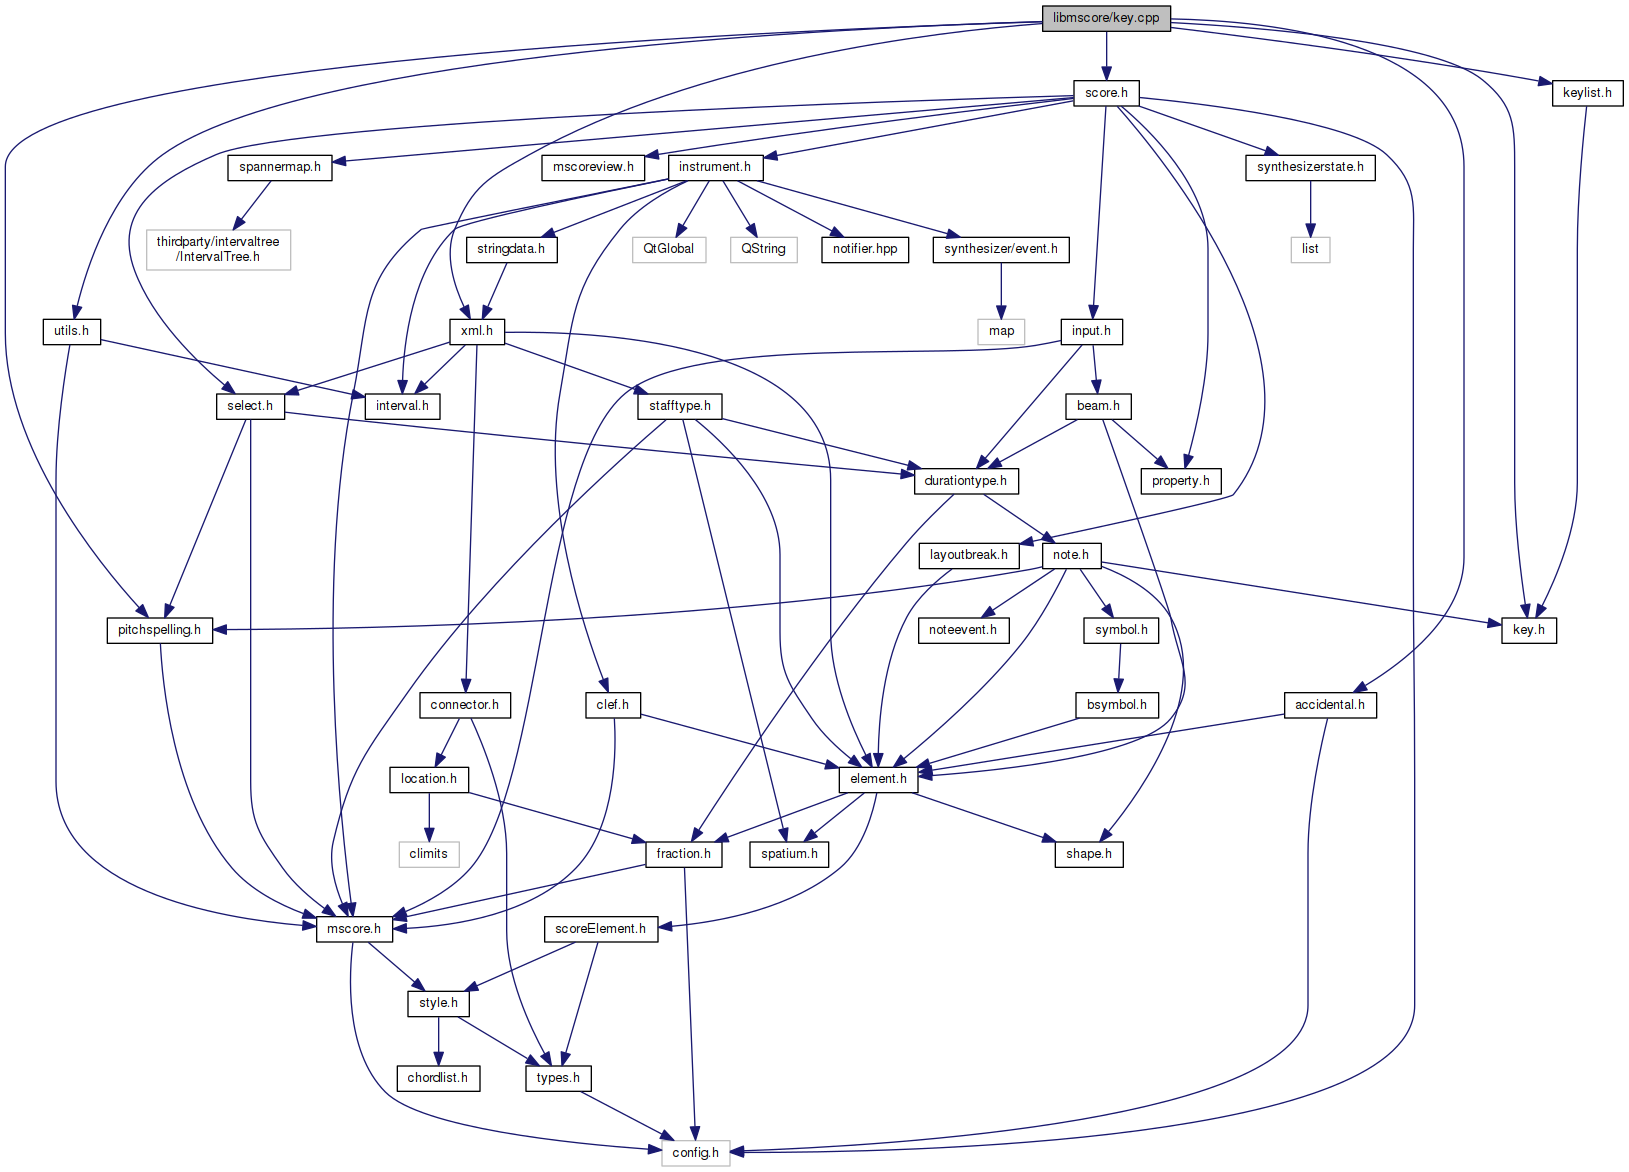 libmscore/key.cpp
score.h
keylist.h
spannermap.h
mscoreview.h
instrument.h
synthesizerstate.h
thirdparty/intervaltree
/IntervalTree.h
stringdata.h
QtGlobal
QString
notifier.hpp
synthesizer/event.h
list
utils.h
xml.h
map
input.h
select.h
interval.h
stafftype.h
beam.h
durationtype.h
property.h
layoutbreak.h
note.h
pitchspelling.h
noteevent.h
symbol.h
key.h
connector.h
clef.h
bsymbol.h
accidental.h
location.h
element.h
climits
fraction.h
spatium.h
shape.h
mscore.h
scoreElement.h
style.h
chordlist.h
types.h
config.h